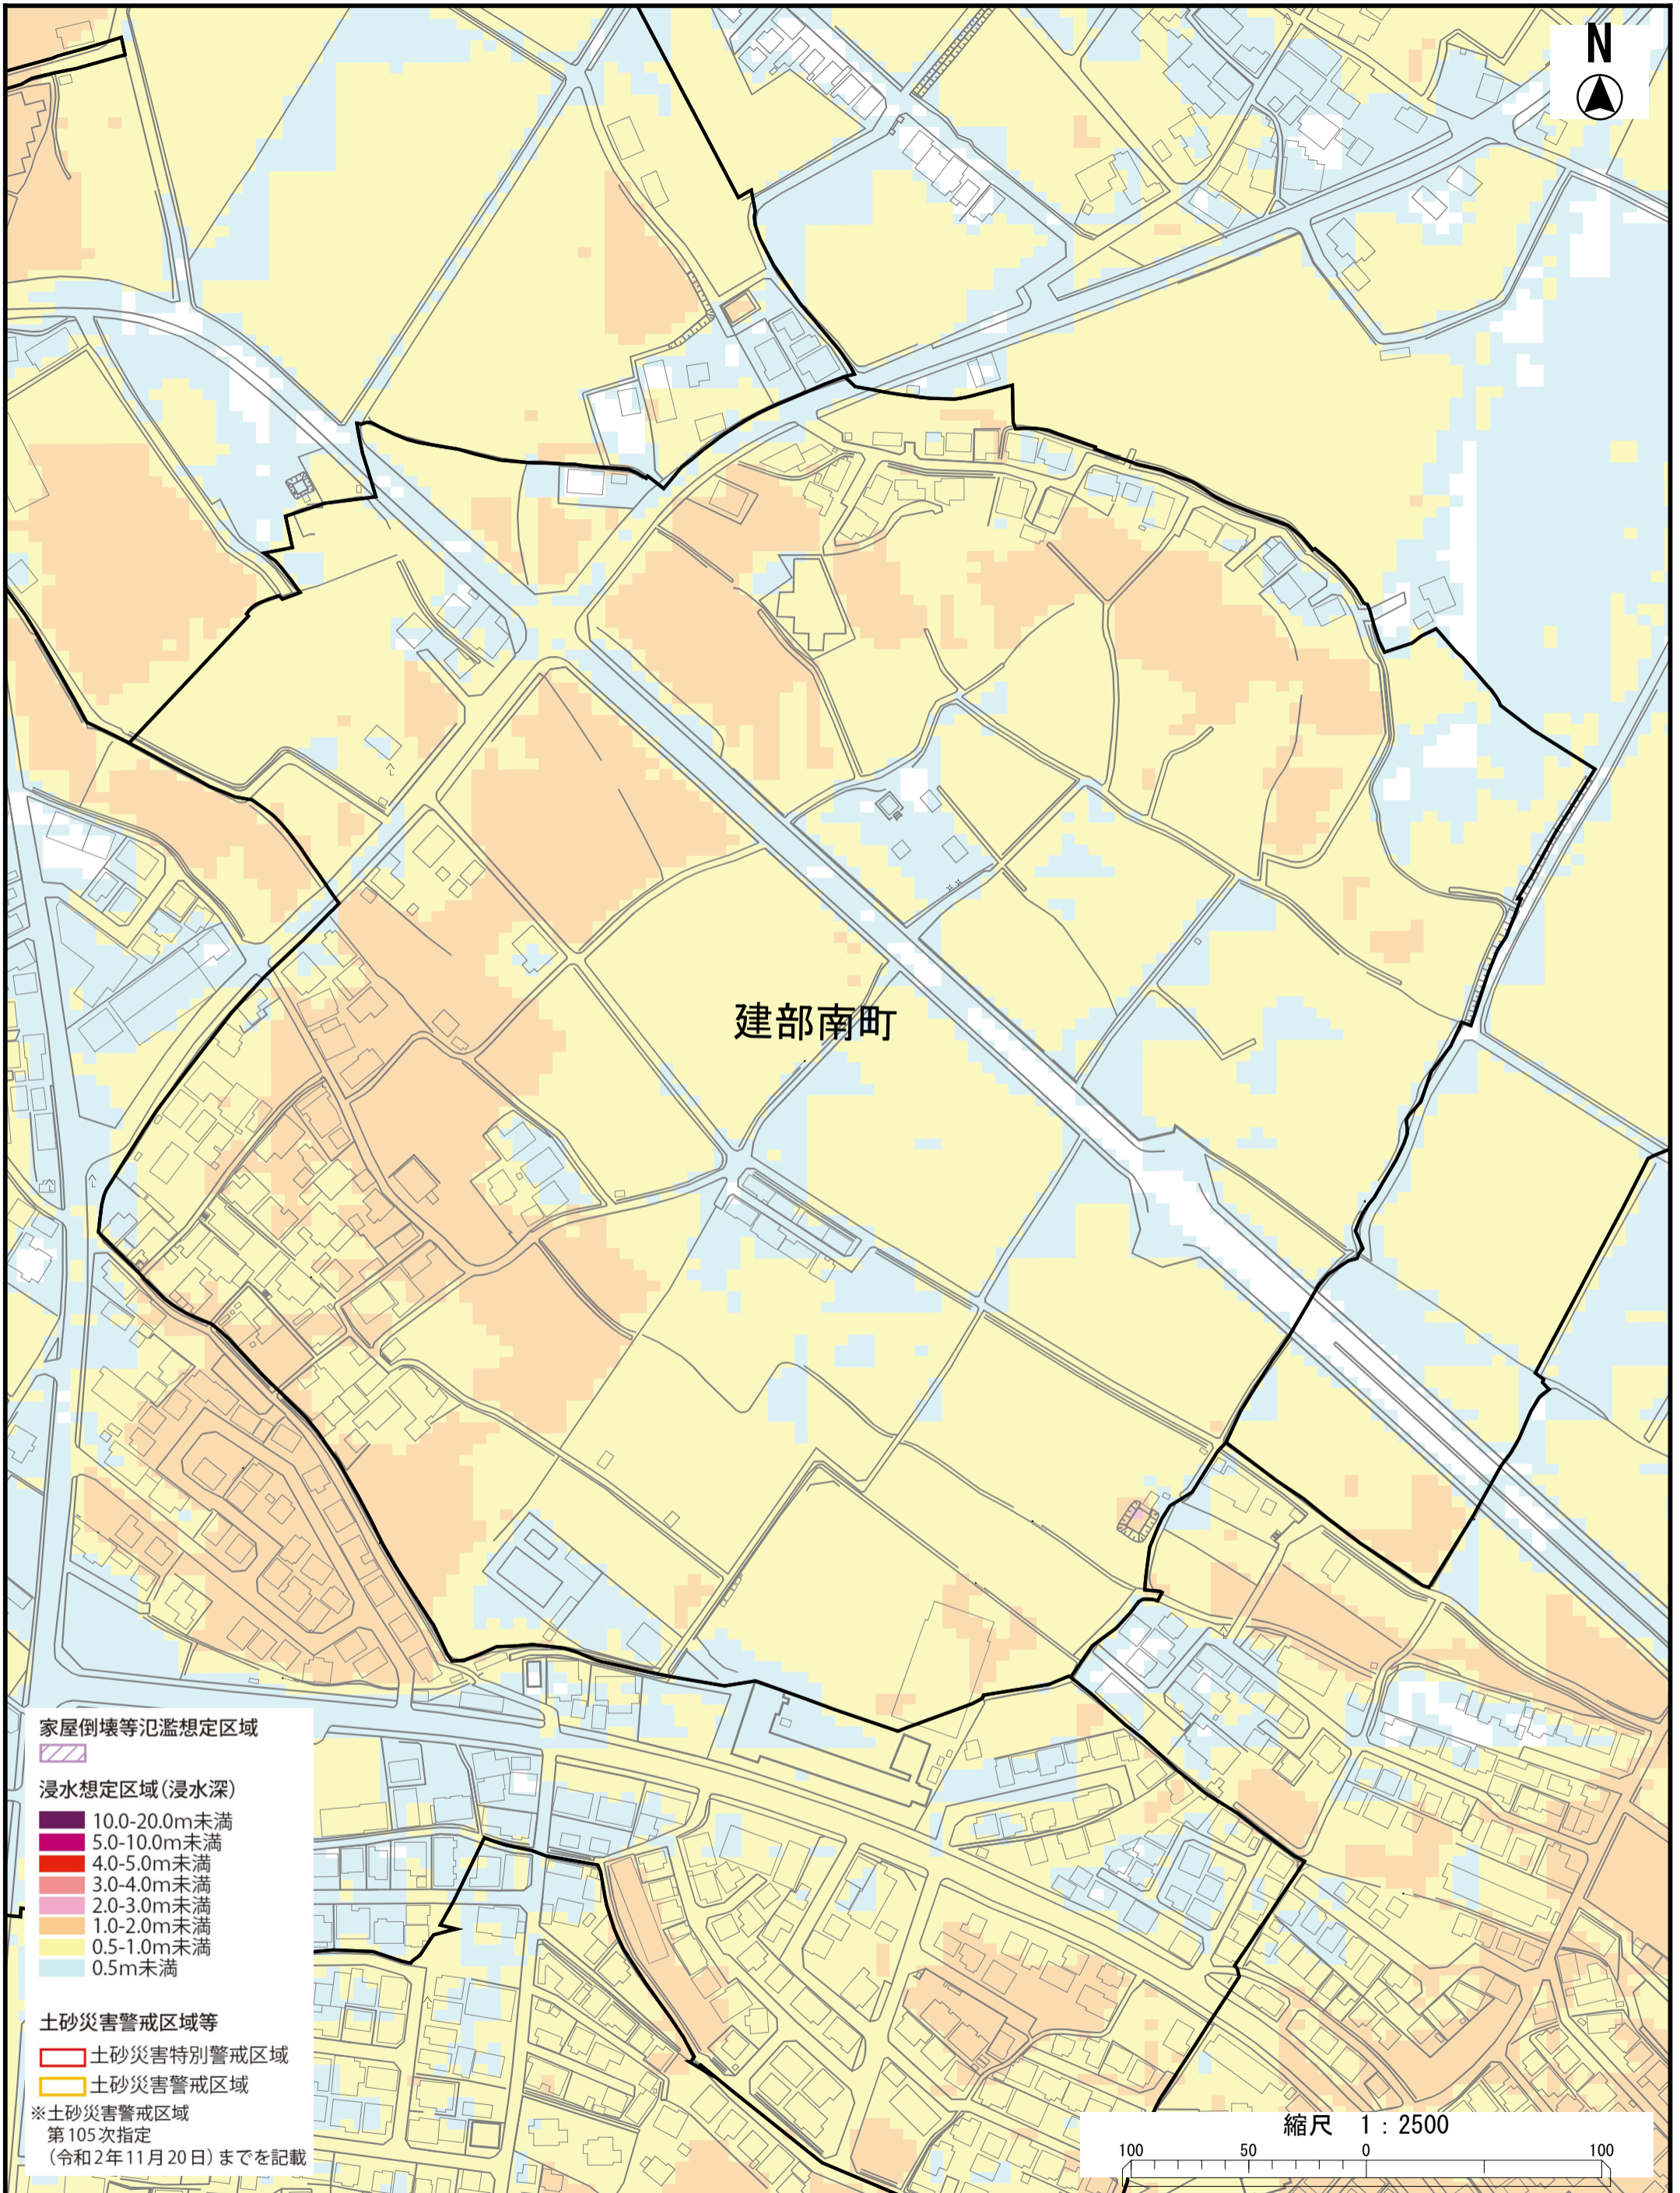 N
建部南町
家屋倒壊等氾濫想定区域
浸水想定区域(浸水深)
10.0-20.0m未満
5.0-10.0m未満
4.0-5.0m未満
3.0-4.0m未満
2.0-3.0m未満
1.0-2.0m未満
0.5-1.0m未満
0.5m未満
土砂災害警戒区域等
土砂災害特別警戒区域
土砂災害警戒区域
※土砂災害警戒区域
第105次指定
(令和2年11月20日)までを記載
縮尺 1:2500
100 50 0 100